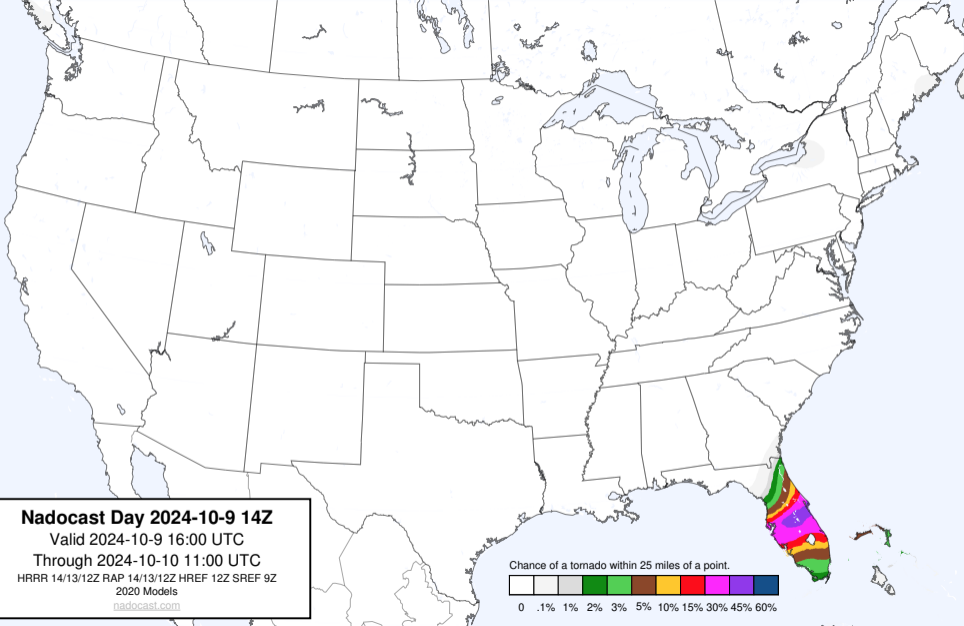 Nadocast Day 2024-10-9 14Z
Valid 2024-10-9 16:00 UTC
Through 2024-10-10 11:00 UTC
HRRR 14/13/12Z RAP 14/13/12Z HREF 12Z SREF 9Z
2020 Models
nadocast.com
Chance of a tornado within 25 miles of a point.
0 .1% 1% 2% 3% 5% 10% 15% 30% 45% 60%